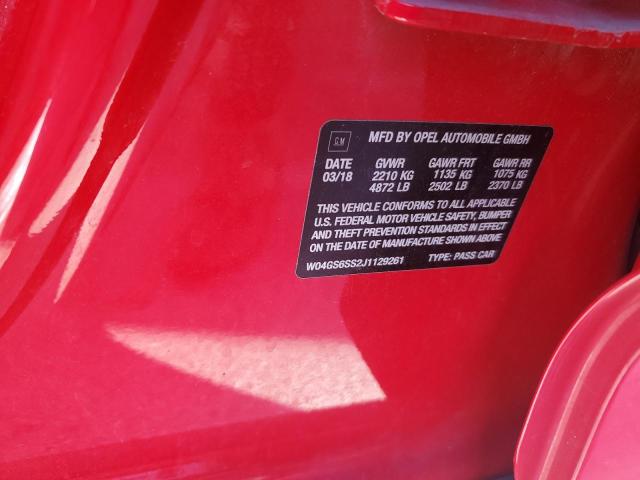 GM MFD BY OPEL AUTOMOBILE GMBH
DATE GVWR GAWR FRT GAWR RR
03/18 2210 KG 1135 KG 1075 KG
4872 LB 2502 LB 2370 LB
THIS VEHICLE CONFORMS TO ALL APPLICABLE
U.S. FEDERAL MOTOR VEHICLE SAFETY, BUMPER
AND THEFT PREVENTION STANDARDS IN EFFECT
ON THE DATE OF MANUFACTURE SHOWN ABOVE
W04GS6SS2J1129261 TYPE: PASS CAR